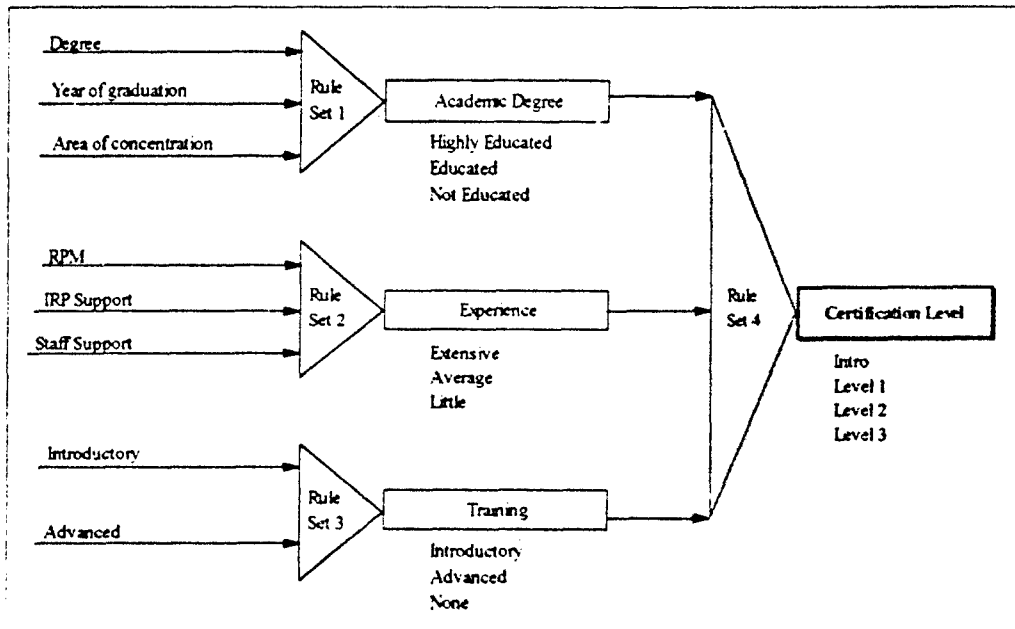 Degree
Year of graduation
Area of concentration
Rule
Set 1
Academic Degree
Highly Educated
Educated
Not Educated
RPM
IRP Support
Staff Support
Rule
Set 2
Experience
Extensive
Average
Little
Introductory
Advanced
Rule
Set 3
Training
Introductory
Advanced
None
Rule
Set 4
Certification Level
Intro
Level 1
Level 2
Level 3